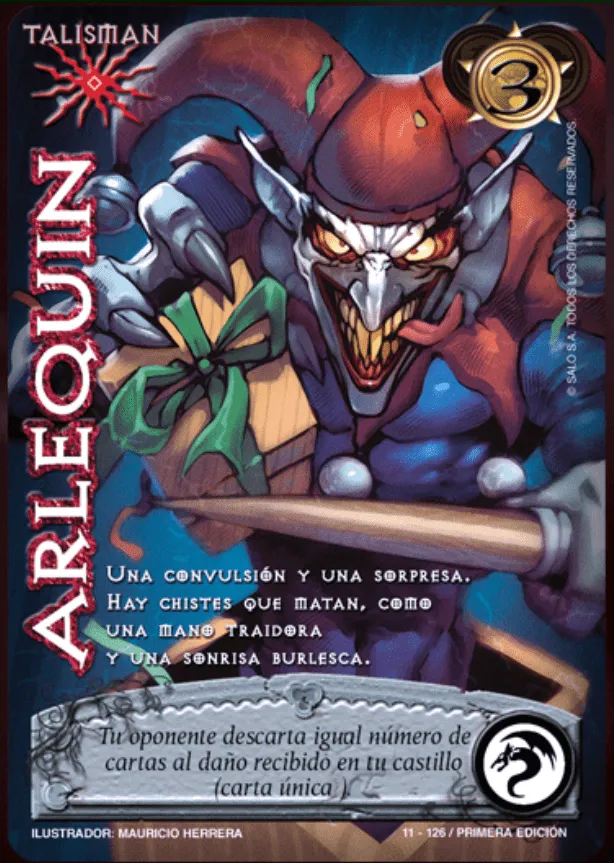 TALISMAN
3
ARLEQUIN
© SALO S.A. TODOS LOS DERECHOS RESERVADOS.
UNA CONVULSIÓN Y UNA SORPRESA.
HAY CHISTES QUE MATAN, COMO
UNA MANO TRAIDORA
Y UNA SONRISA BURLESCA.
Tu oponente descarta igual número de
cartas al daño recibido en tu castillo
(carta única ).
ILUSTRADOR: MAURICIO HERRERA
11 - 126 / PRIMERA EDICIÓN